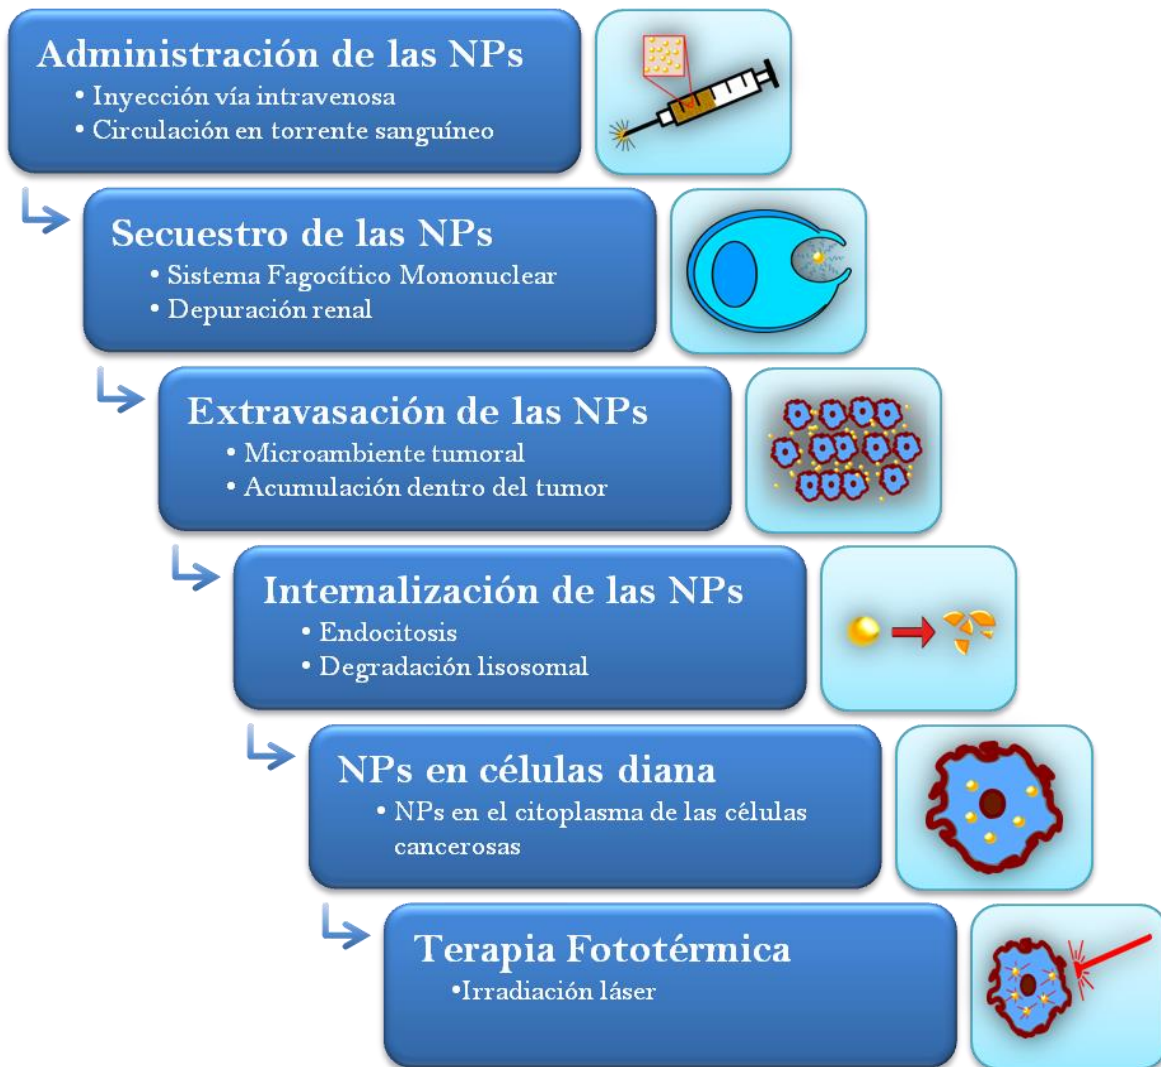 Administración de las NPs
• Inyección vía intravenosa
• Circulación en torrente sanguíneo
Secuestro de las NPs
• Sistema Fagocítico Mononuclear
• Depuración renal
Extravasación de las NPs
• Microambiente tumoral
• Acumulación dentro del tumor
Internalización de las NPs
• Endocitosis
• Degradación lisosomal
NPs en células diana
• NPs en el citoplasma de las células
cancerosas
Terapia Fototérmica
•Irradiación láser